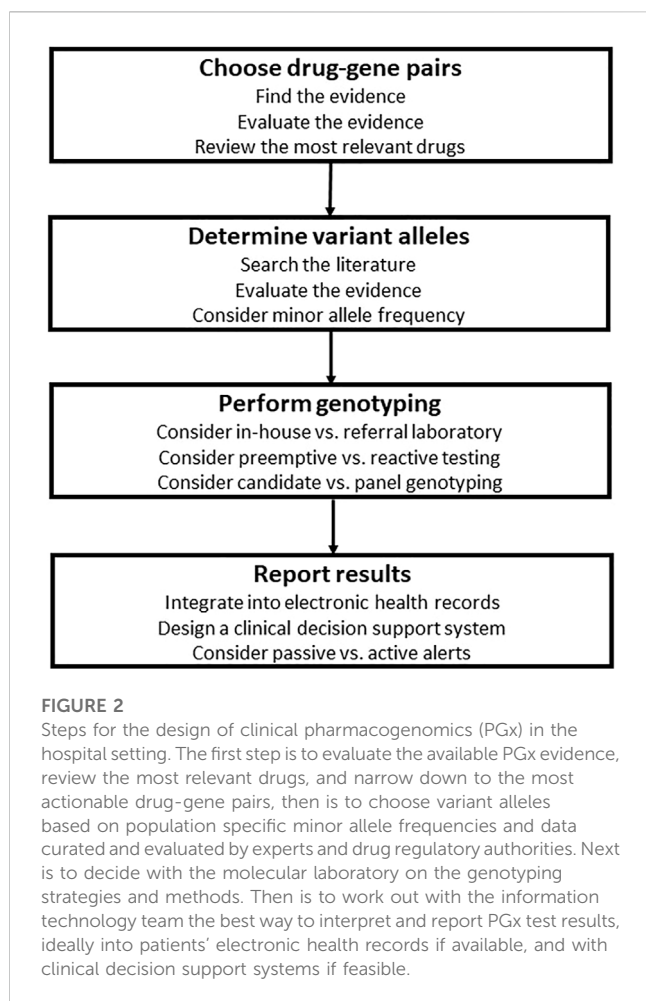 Choose drug-gene pairs
Find the evidence
Evaluate the evidence
Review the most relevant drugs
Determine variant alleles
Search the literature
Evaluate the evidence
Consider minor allele frequency
Perform genotyping
Consider in-house vs. referral laboratory
Consider preemptive vs. reactive testing
Consider candidate vs. panel genotyping
Report results
Integrate into electronic health records
Design a clinical decision support system
Consider passive vs. active alerts
FIGURE 2
Steps for the design of clinical pharmacogenomics (PGx) in the
hospital setting. The first step is to evaluate the available PGx evidence,
review the most relevant drugs, and narrow down to the most
actionable drug-gene pairs, then is to choose variant alleles
based on population specific minor allele frequencies and data
curated and evaluated by experts and drug regulatory authorities. Next
is to decide with the molecular laboratory on the genotyping
strategies and methods. Then is to work out with the information
technology team the best way to interpret and report PGx test results,
ideally into patients’ electronic health records if available, and with
clinical decision support systems if feasible.